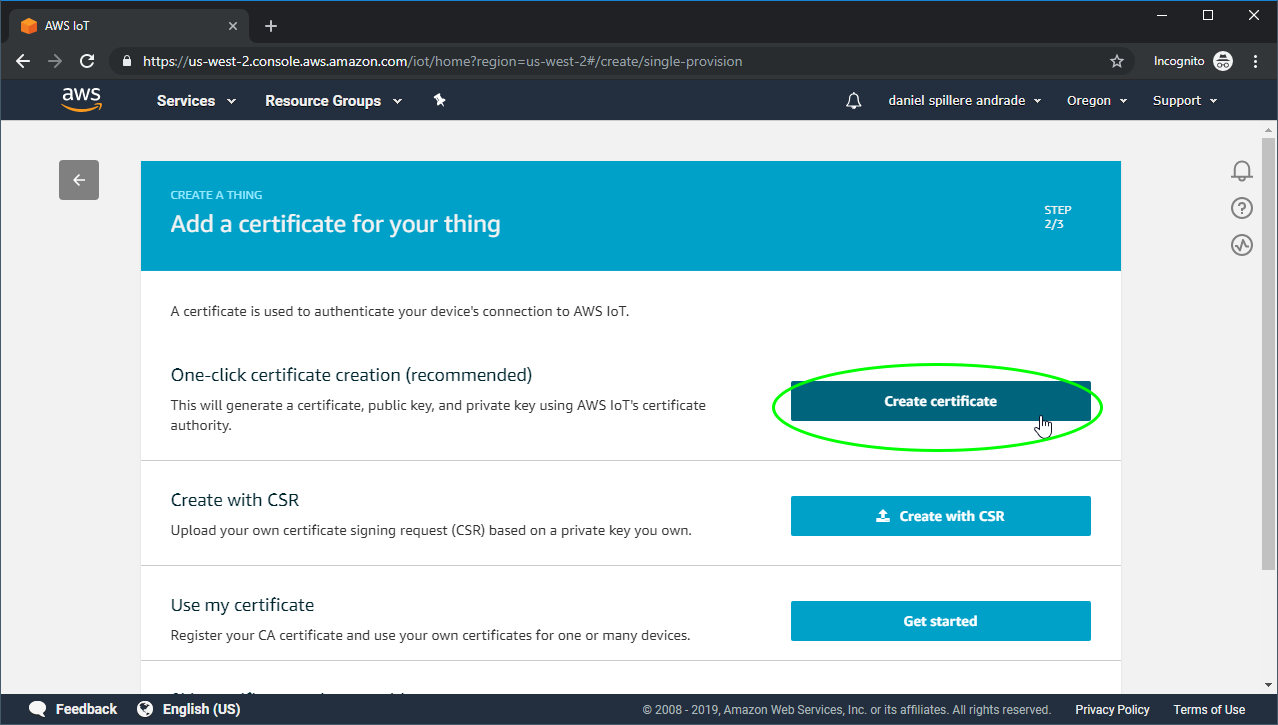 AWS IoT
https://us-west-2.console.aws.amazon.com/iot/home?region=us-west-2#/create/single-provision
Incognito
aws
Services
Resource Groups
daniel spillere andrade
Oregon
Support
CREATE A THING
Add a certificate for your thing
STEP
2/3
A certificate is used to authenticate your device's connection to AWS IoT.
One-click certificate creation (recommended)
This will generate a certificate, public key, and private key using AWS IoT's certificate
authority.
Create certificate
Create with CSR
Upload your own certificate signing request (CSR) based on a private key you own.
Create with CSR
Use my certificate
Register your CA certificate and use your own certificates for one or many devices.
Get started
Feedback
English (US)
© 2008 - 2019, Amazon Web Services, Inc. or its affiliates. All rights reserved.
Privacy Policy
Terms of Use